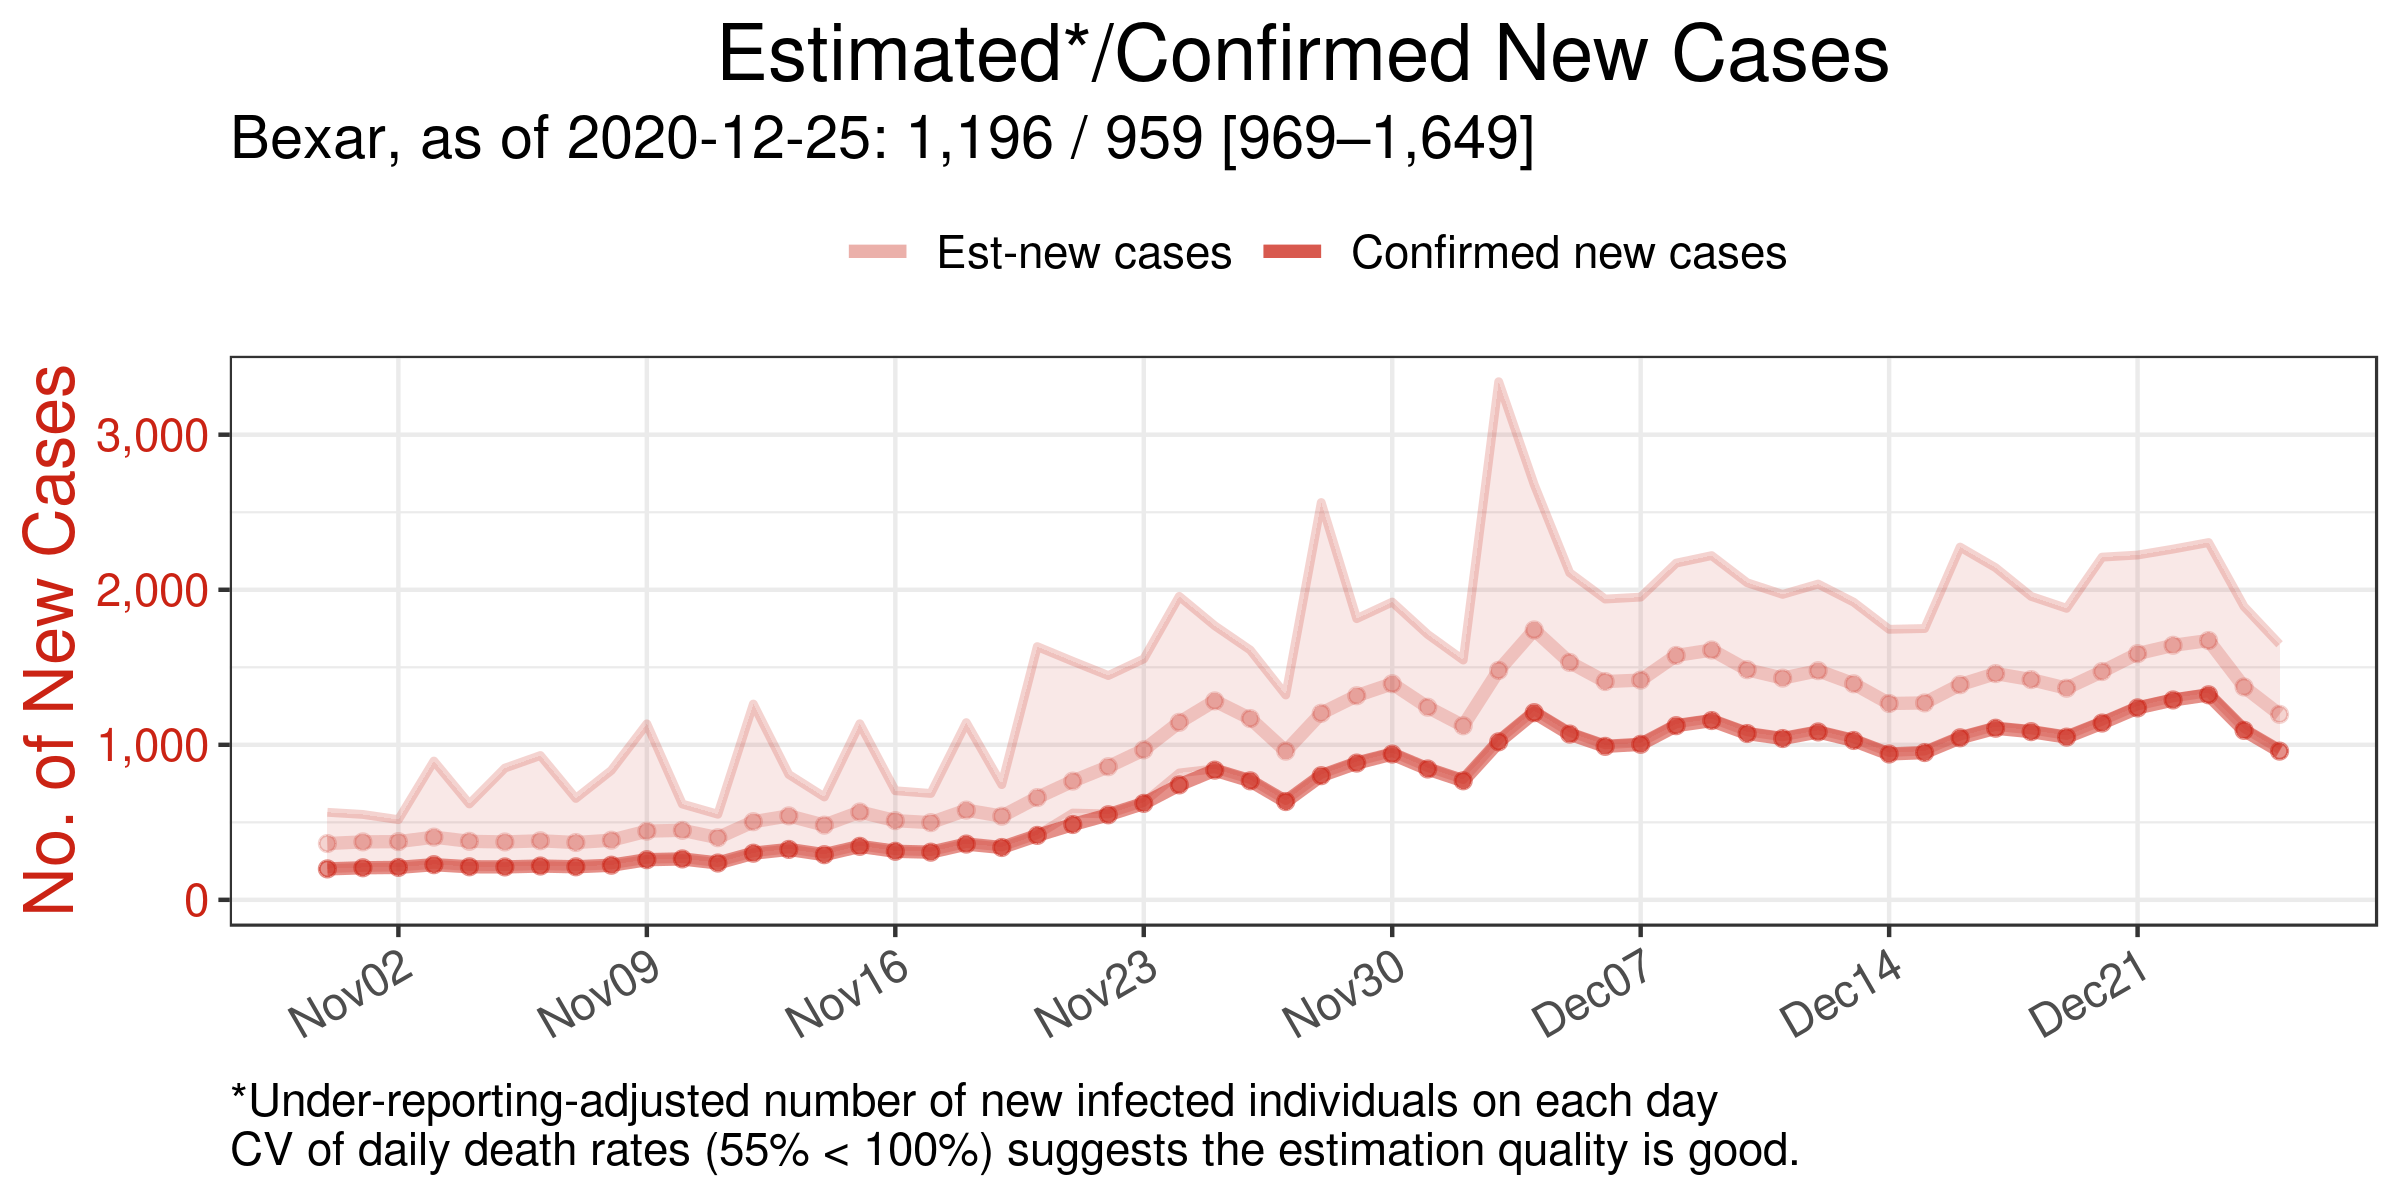 Estimated*/Confirmed New Cases
Bexar, as of 2020-12-25: 1,196 / 959 [969–1,649]
Est-new cases
Confirmed new cases
No. of New Cases
3,000
2,000
1,000
0
Nov02
Nov09
Nov16
Nov23
Nov30
Dec07
Dec14
Dec21
*Under-reporting-adjusted number of new infected individuals on each day
CV of daily death rates (55% < 100%) suggests the estimation quality is good.